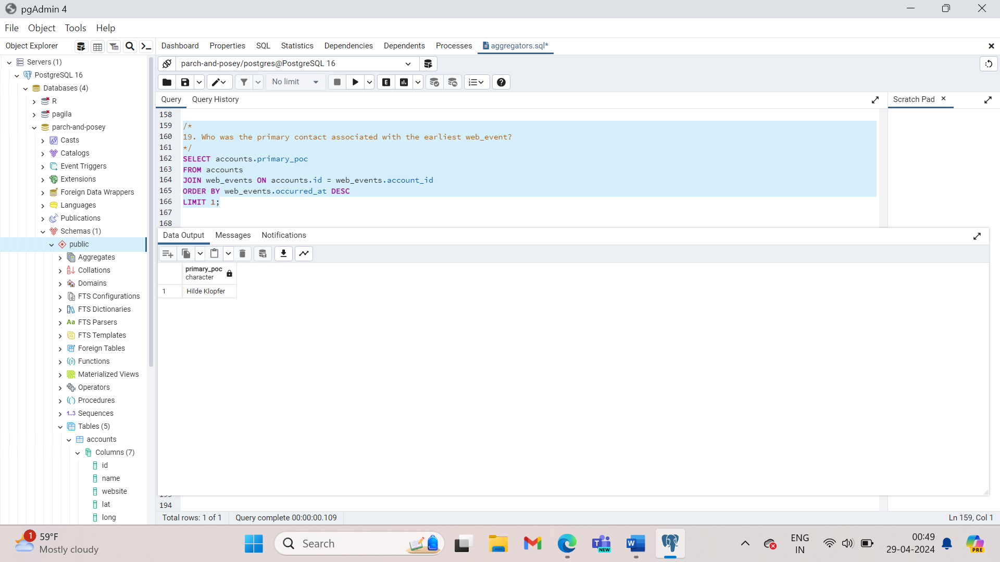 pgAdmin 4
File Object Tools Help
Object Explorer
Dashboard Properties SQL Statistics Dependencies Dependents Processes aggregators.sql*
Servers (1)
PostgreSQL 16
Databases (4)
R
pagila
parch-and-posey
Casts
Catalogs
Event Triggers
Extensions
Foreign Data Wrappers
Languages
Publications
Schemas (1)
public
Aggregates
Collations
Domains
FTS Configurations
FTS Dictionaries
Aa FTS Parsers
FTS Templates
Foreign Tables
Functions
Materialized Views
Operators
Procedures
1..3 Sequences
Tables (5)
accounts
Columns (7)
id
name
website
lat
long
parch-and-posey/postgres@PostgreSQL 16
No limit
E
Query Query History
Scratch Pad
158
159 /*
160 19. Who was the primary contact associated with the earliest web_event?
161 */
162 SELECT accounts.primary_poc
163 FROM accounts
164 JOIN web_events ON accounts.id = web_events.account_id
165 ORDER BY web_events.occurred_at DESC
166 LIMIT 1;
167
168
Data Output Messages Notifications
primary_poc
character
1 Hilde Klopfer
194
Total rows: 1 of 1 Query complete 00:00:00.109 Ln 159, Col 1
1
59°F
Mostly cloudy
Search
NEW
W
ENG
IN
00:49
29-04-2024
PRE